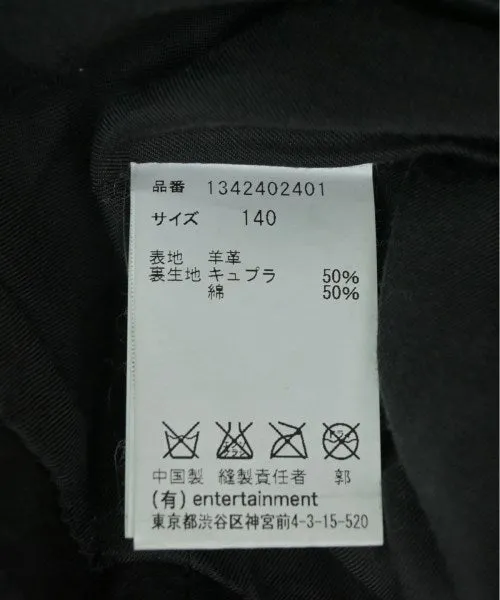 品番 1342402401
サイズ 140
表地 羊革
裏生地 キュプラ 50%
綿 50%
中国製 縫製責任者 郭
(有) entertainment
東京都渋谷区神宮前4-3-15-520